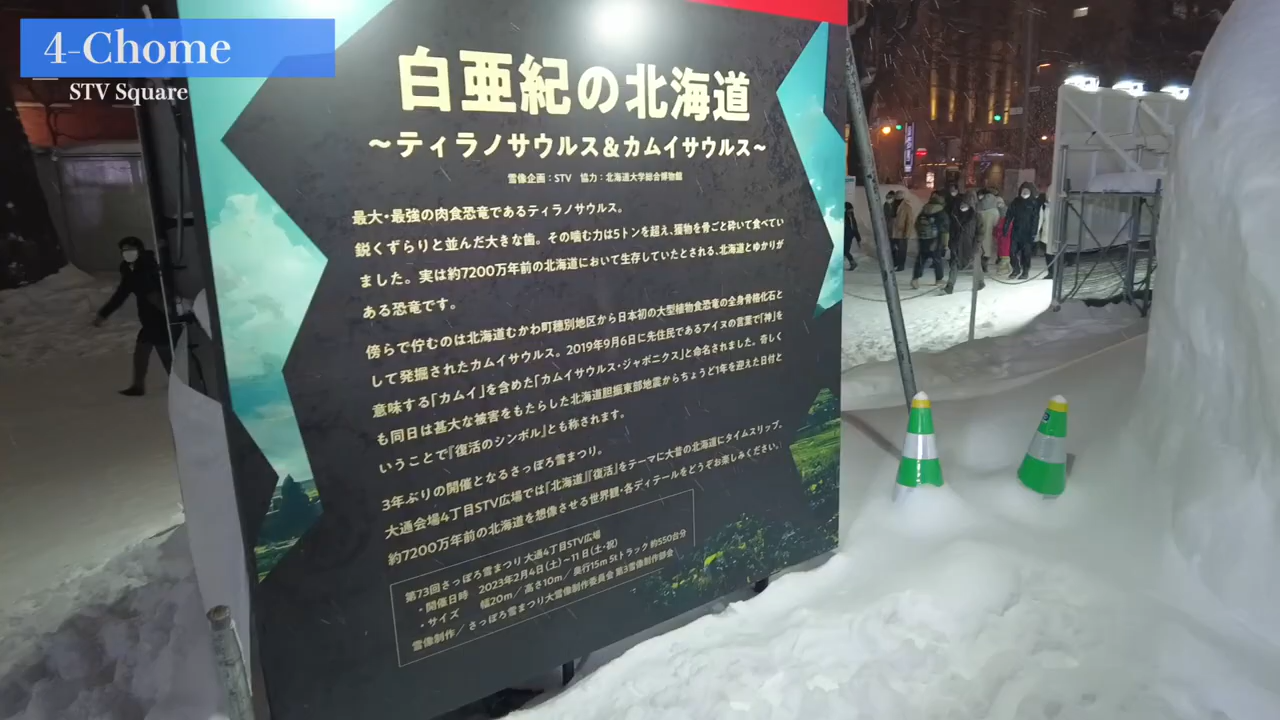 4-Chome
STV Square
白亜紀の北海道
～ティラノサウルス&カムイサウルス～
雪像企画：STV 協力：北海道大学総合博物館
最大・最強の肉食恐竜であるティラノサウルス。
鋭くずらりと並んだ大きな歯。その噛む力は5トンを超え、獲物を骨ごと砕いて食べてい
ました。実は約7200万年前の北海道において生存していたとされる、北海道とゆかりが
ある恐竜です。
傍らで佇むのは北海道むかわ町穂別地区から日本初の大型植物食恐竜の全身骨格化石と
して発掘されたカムイサウルス。2019年9月6日に先住民であるアイヌの言葉で「神」を
意味する「カムイ」を含めた「カムイサウルス・ジャポニクス」と命名されました。奇しく
も同日は甚大な被害をもたらした北海道胆振東部地震からちょうど1年を迎えた日付と
いうことで『復活のシンボル』とも称されます。
3年ぶりの開催となるさっぽろ雪まつり。
大通会場4丁目STV広場では『北海道』『復活』をテーマに大昔の北海道にタイムスリップ。
約7200万年前の北海道を想像させる世界観・各ディテールをどうぞお楽しみください。
第73回さっぽろ雪まつり 大通4丁目STV広場
・開催日時 2023年2月4日(土)～11日(土・祝)
・サイズ 幅20m／高さ10m／奥行15m 5tトラック 約550台分
雪像制作／さっぽろ雪まつり大雪像制作委員会 第3雪像制作部会